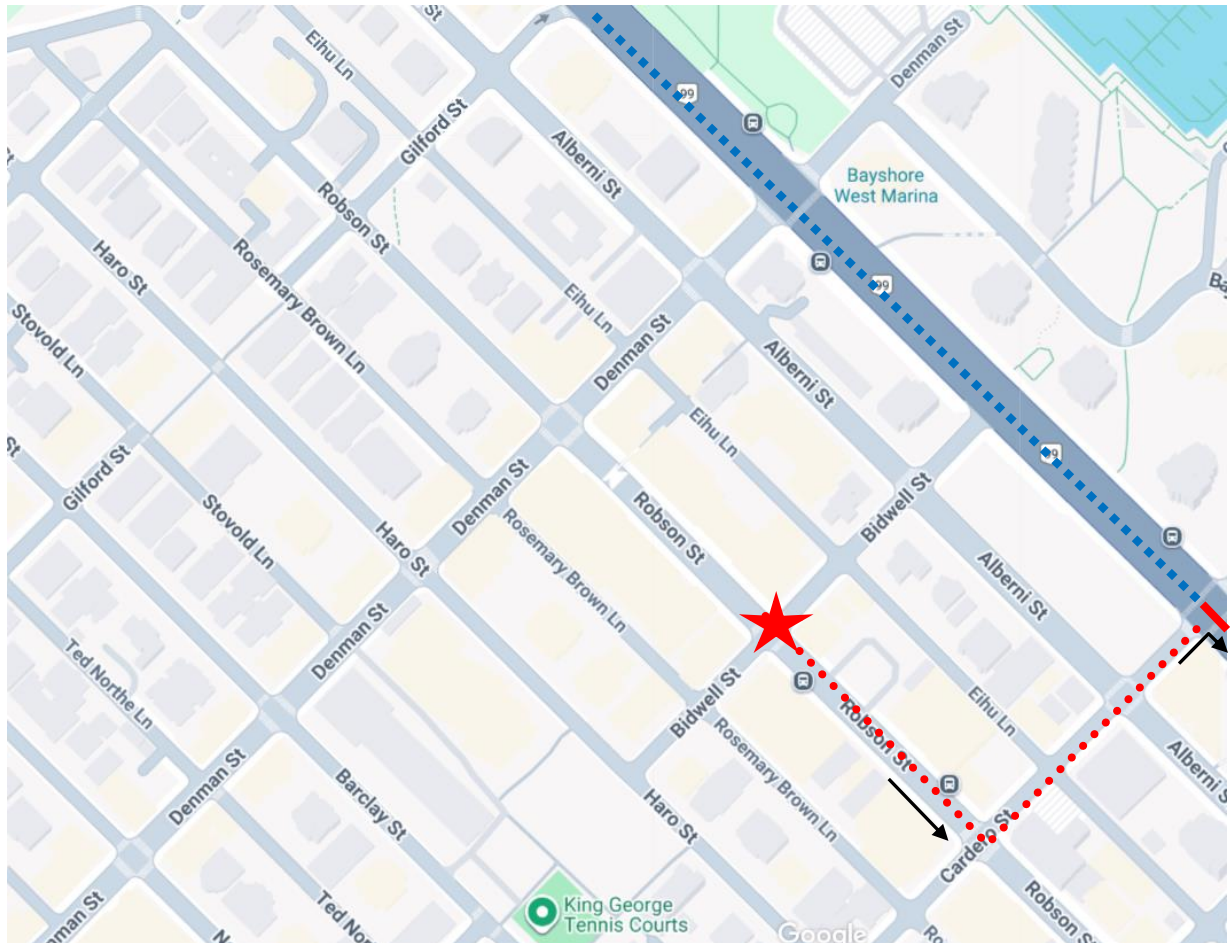 Denman St
Eihu Ln
99
Gilford St
Alberni St
Bayshore
West Marina
Robson St
Haro St
Rosemary Brown Ln
Eihu Ln
99
Stovold Ln
Denman St
Alberni St
Eihu Ln
Gilford St
Denman St
Bidwell St
99
Stovold Ln
Haro St
Robson St
Rosemary Brown Ln
Alberni St
Denman St
Ted Northe Ln
Bidwell St
Eihu Ln
Robson St
Alberni S
Denman St
Barclay St
Haro St
Rosemary Brown Ln
Cardero St
Robson St
King George
Tennis Courts
Google